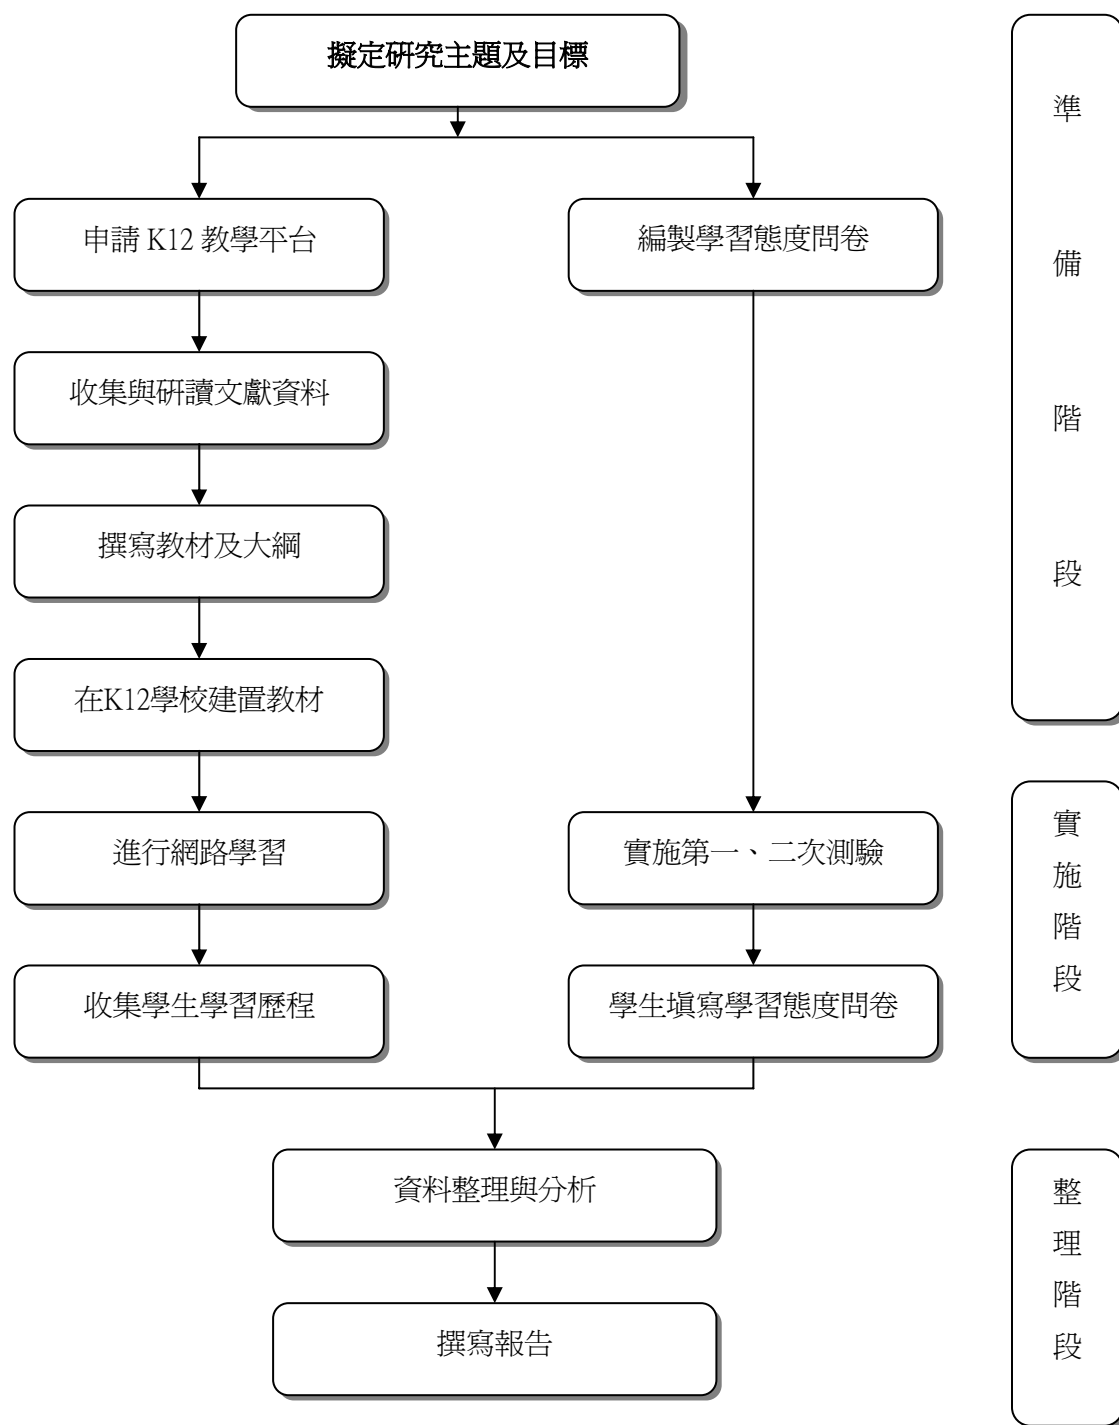 擬定研究主題及目標
申請 K12 教學平台
編製學習態度問卷
收集與研讀文獻資料
撰寫教材及大綱
在K12學校建置教材
進行網路學習
實施第一、二次測驗
收集學生學習歷程
學生填寫學習態度問卷
資料整理與分析
撰寫報告
準備階段
實施階段
整理階段